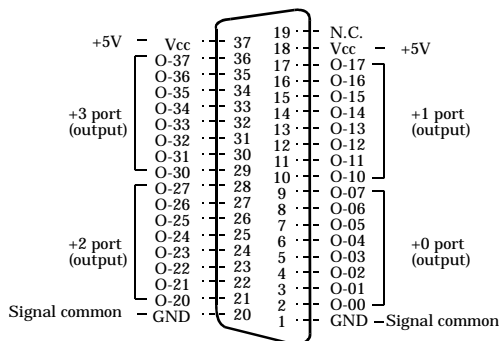 +5V Vcc 37
O-37 36
O-36 35
O-35 34
O-34 33
+3 port
(output)
O-33 32
O-32 31
O-31 30
O-30 29
O-27 28
O-26 27
O-25 26
O-24 25
+2 port
(output)
O-23 24
O-22 23
O-21 22
O-20 21
Signal common GND 20
19 N.C.
18 Vcc +5V
17 O-17
16 O-16
15 O-15
14 O-14
+1 port
(output)
13 O-13
12 O-12
11 O-11
10 O-10
9 O-07
8 O-06
7 O-05
6 O-04
+0 port
(output)
5 O-03
4 O-02
3 O-01
2 O-00
1 GND Signal common